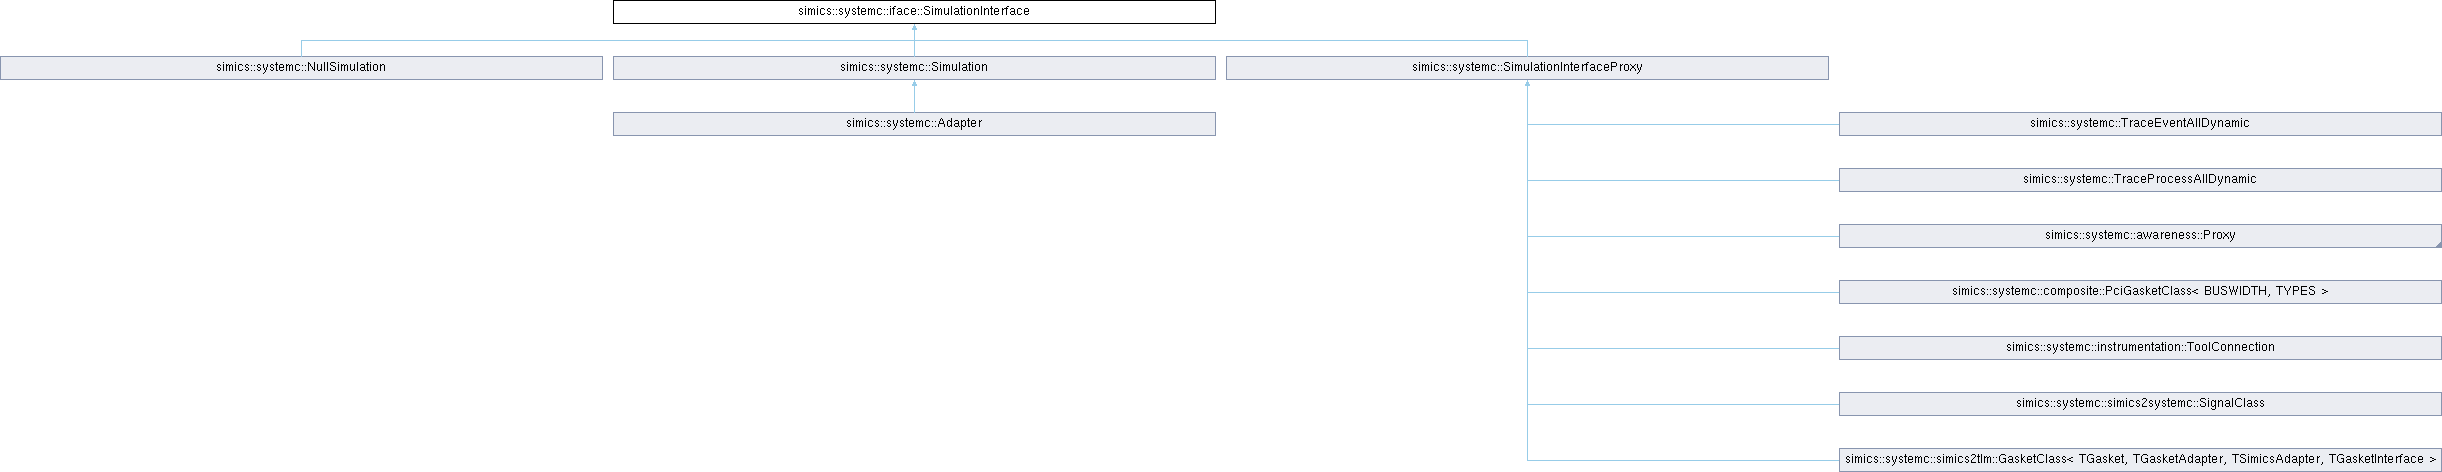 simics::systemc::iface::SimulationInterface
simics::systemc::NullSimulation
simics::systemc::Simulation
simics::systemc::SimulationInterfaceProxy
simics::systemc::Adapter
simics::systemc::TraceEventAllDynamic
simics::systemc::TraceProcessAllDynamic
simics::systemc::awareness::Proxy
simics::systemc::composite::PciGasketClass< BUSWIDTH, TYPES >
simics::systemc::instrumentation::ToolConnection
simics::systemc::simics2systemc::SignalClass
simics::systemc::simics2tlm::GasketClass< TGasket, TGasketAdapter, TSimicsAdapter, TGasketInterface >